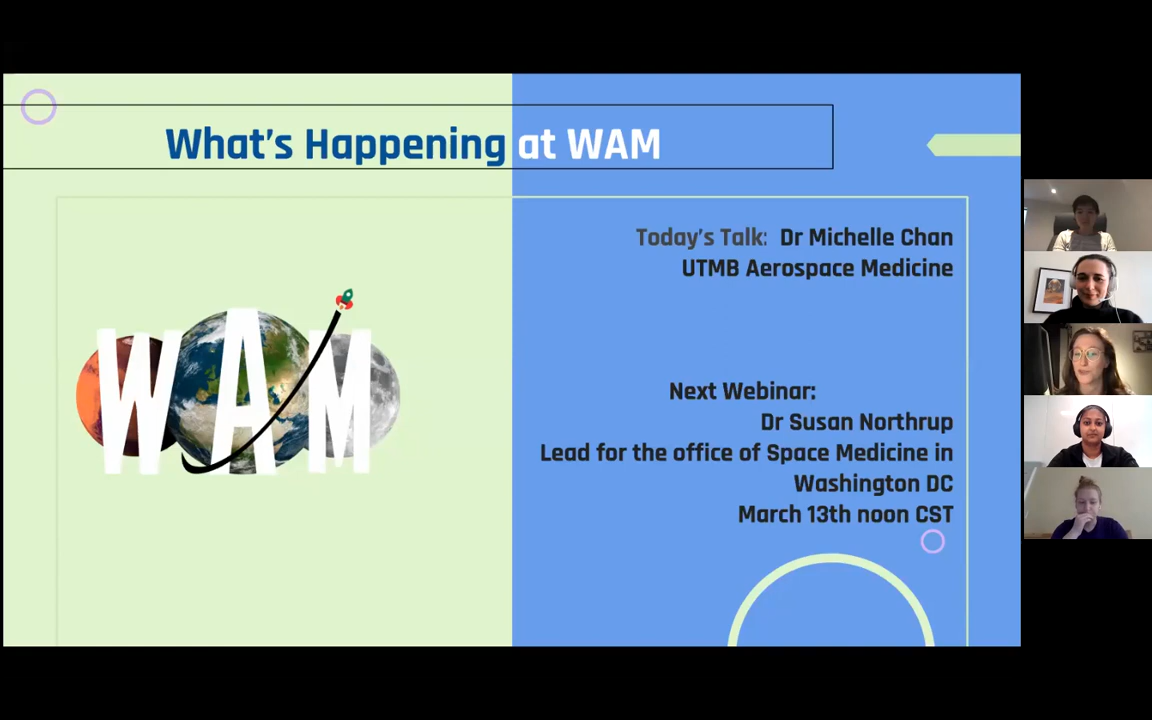 What's Happening at WAM
WAM
Today's Talk: Dr Michelle Chan
UTMB Aerospace Medicine
Next Webinar:
Dr Susan Northrup
Lead for the office of Space Medicine in
Washington DC
March 13th noon CST